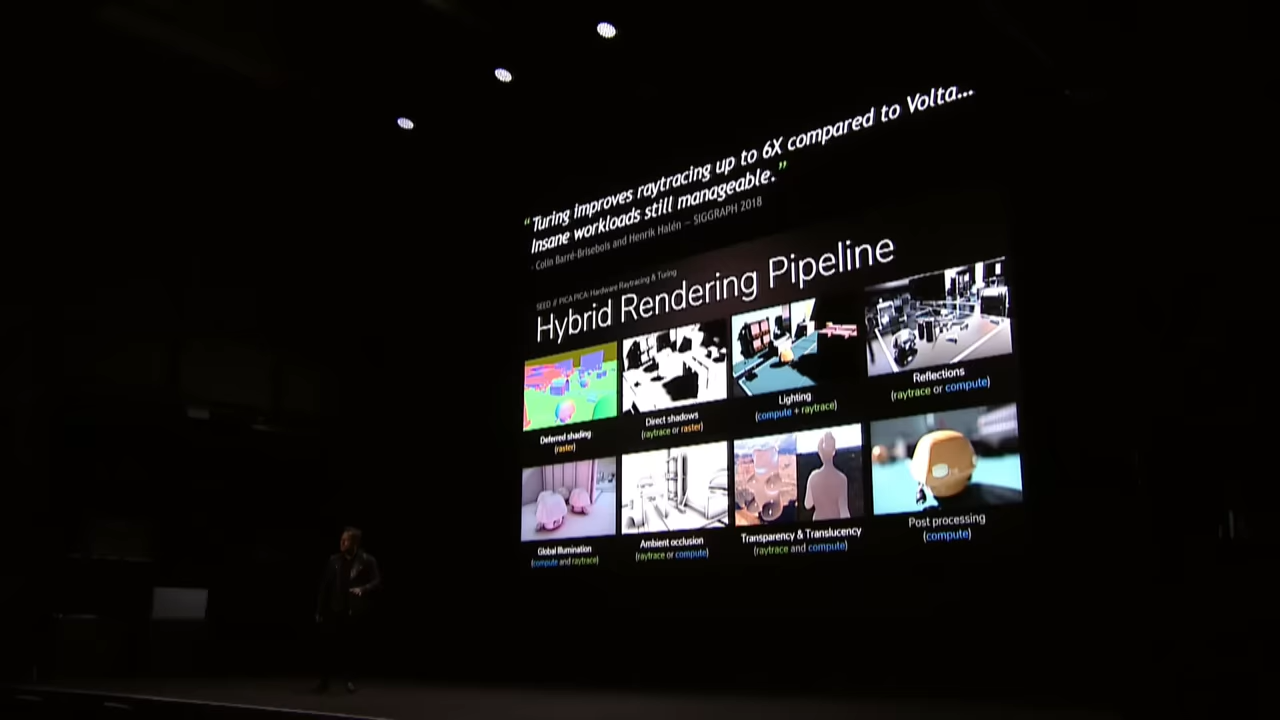 “Turing improves raytracing up to 6X compared to Volta...
Insane workloads still manageable.”
- Colin Barré-Brisebois and Henrik Halén – SIGGRAPH 2018
SEED // PICA PICA: Hardware Raytracing & Turing
Hybrid Rendering Pipeline
Deferred shading
(raster)
Direct shadows
(raytrace or raster)
Lighting
(compute + raytrace)
Reflections
(raytrace or compute)
Global Illumination
(compute and raytrace)
Ambient occlusion
(raytrace or compute)
Transparency & Translucency
(raytrace and compute)
Post processing
(compute)